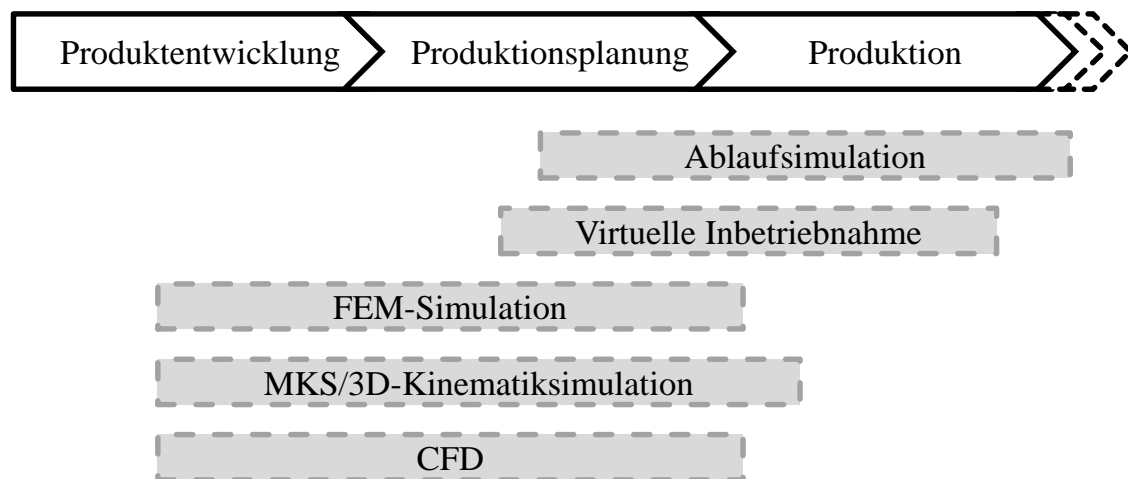 Produktentwicklung Produktionsplanung Produktion
Ablaufsimulation
Virtuelle Inbetriebnahme
FEM-Simulation
MKS/3D-Kinematiksimulation
CFD